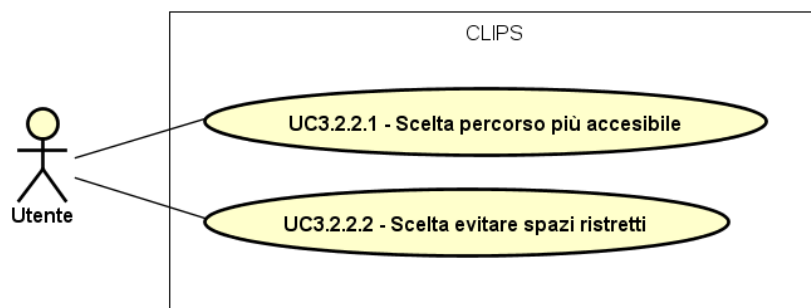 CLIPS
UC3.2.2.1 - Scelta percorso più accesibile
Utente
UC3.2.2.2 - Scelta evitare spazi ristretti